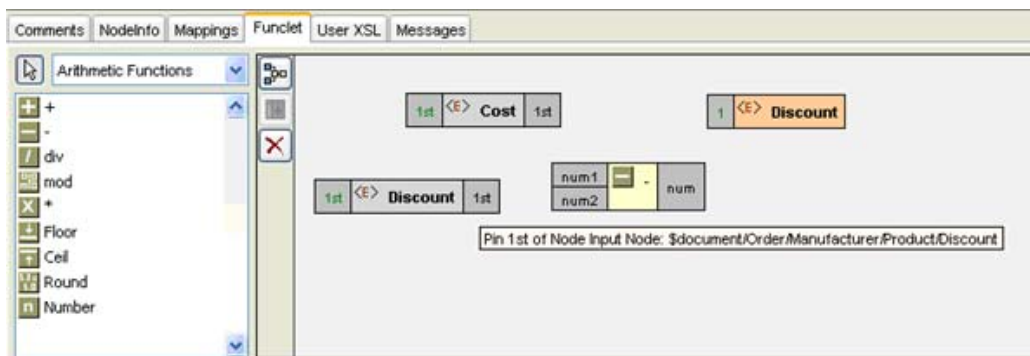 Comments NodeInfo Mappings Funclet User XSL Messages
Arithmetic Functions
+
-
div
mod
*
Floor
Ceil
Round
Number
1st <E> Cost 1st
1 <E> Discount
1st <E> Discount 1st
num1 - num
num2
Pin 1st of Node Input Node: $document/Order/Manufacturer/Product/Discount